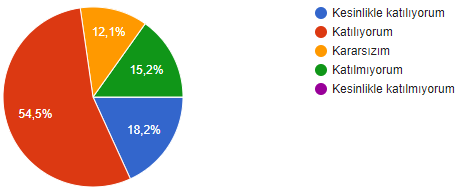 12,1%
15,2%
54,5%
18,2%
Kesinlikle katılıyorum
Katılıyorum
Kararsızım
Katılmıyorum
Kesinlikle katılmıyorum